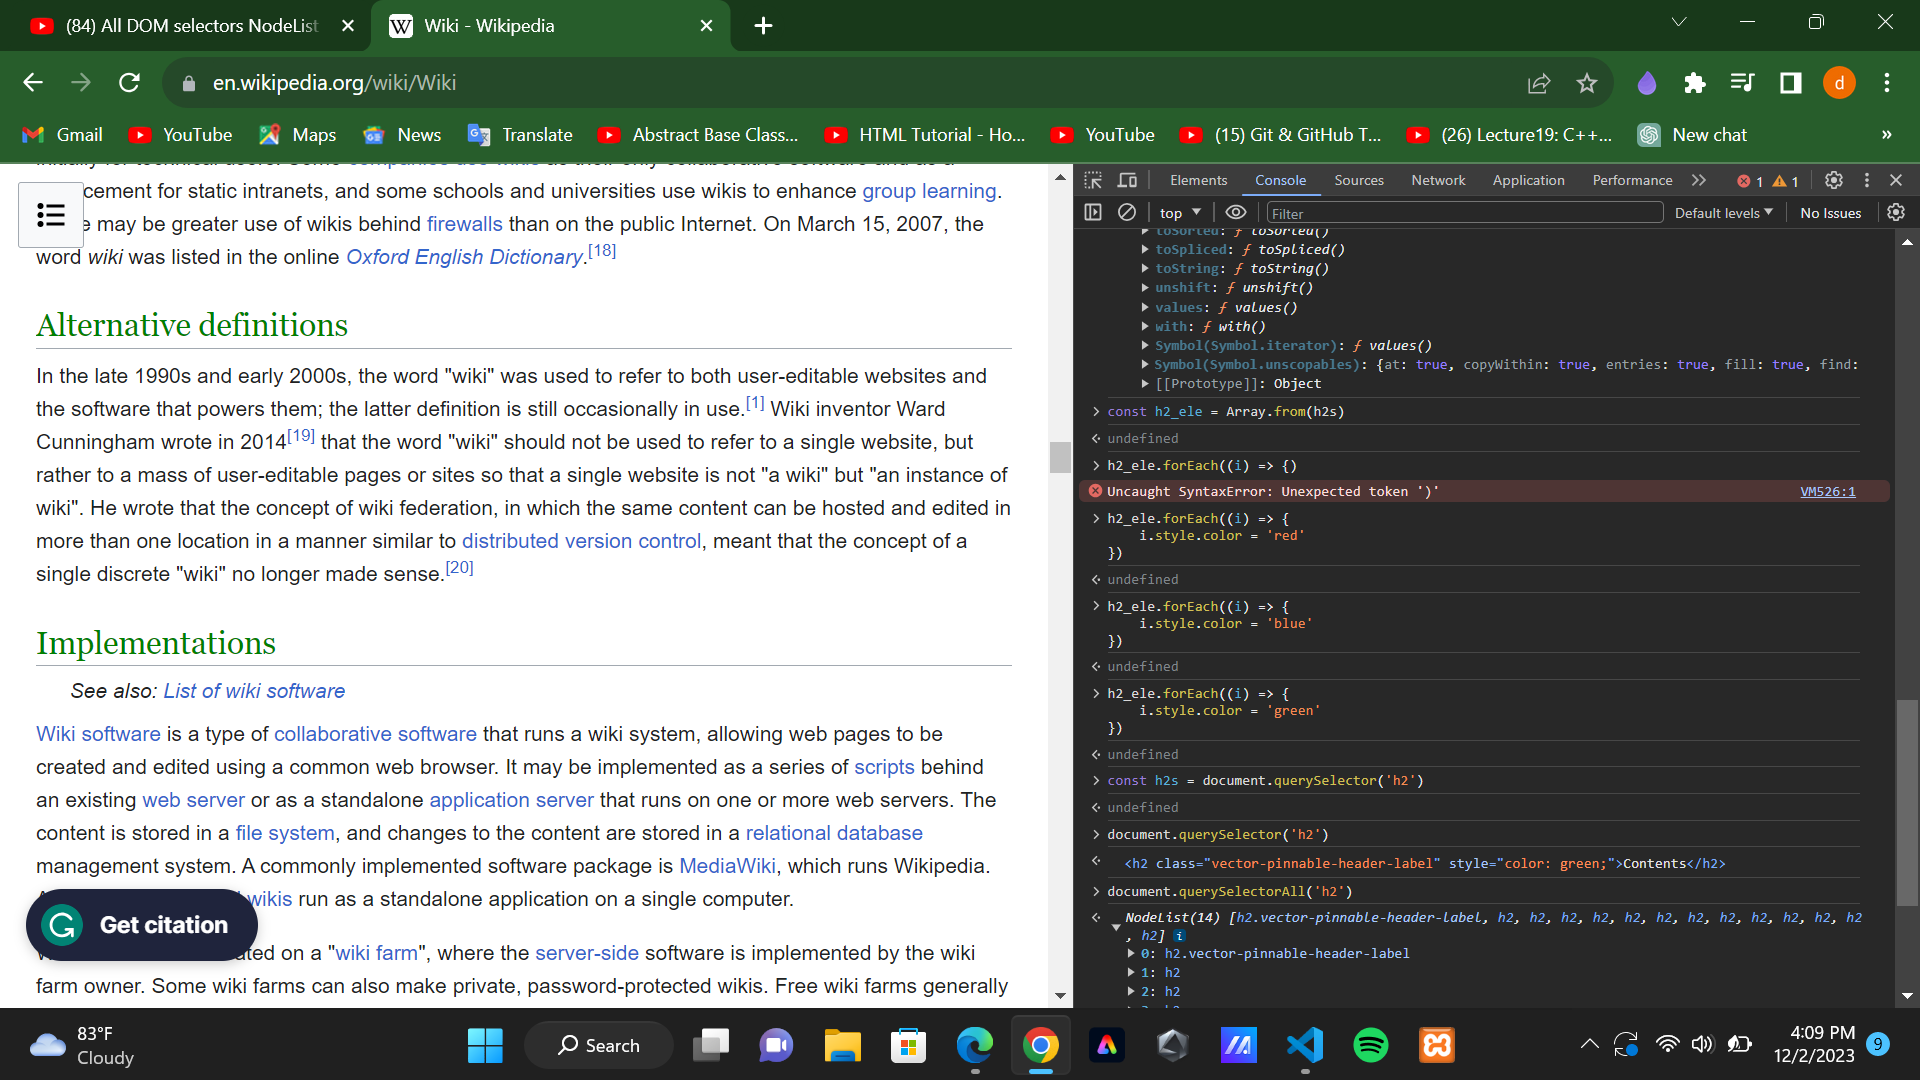 (84) All DOM selectors NodeList
Wiki - Wikipedia
en.wikipedia.org/wiki/Wiki
d
Gmail
YouTube
Maps
News
Translate
Abstract Base Class...
HTML Tutorial - Ho...
YouTube
(15) Git & GitHub T...
(26) Lecture19: C++...
New chat
»
initially for technical users. Some companies use wikis as their only collaborative software and as a
cement for static intranets, and some schools and universities use wikis to enhance group learning.
e may be greater use of wikis behind firewalls than on the public Internet. On March 15, 2007, the
word wiki was listed in the online Oxford English Dictionary.[18]
Alternative definitions
In the late 1990s and early 2000s, the word "wiki" was used to refer to both user-editable websites and
the software that powers them; the latter definition is still occasionally in use.[1] Wiki inventor Ward
Cunningham wrote in 2014[19] that the word "wiki" should not be used to refer to a single website, but
rather to a mass of user-editable pages or sites so that a single website is not "a wiki" but "an instance of
wiki". He wrote that the concept of wiki federation, in which the same content can be hosted and edited in
more than one location in a manner similar to distributed version control, meant that the concept of a
single discrete "wiki" no longer made sense.[20]
Implementations
See also: List of wiki software
Wiki software is a type of collaborative software that runs a wiki system, allowing web pages to be
created and edited using a common web browser. It may be implemented as a series of scripts behind
an existing web server or as a standalone application server that runs on one or more web servers. The
content is stored in a file system, and changes to the content are stored in a relational database
management system. A commonly implemented software package is MediaWiki, which runs Wikipedia.
wikis run as a standalone application on a single computer.
Get citation
ated on a "wiki farm", where the server-side software is implemented by the wiki
farm owner. Some wiki farms can also make private, password-protected wikis. Free wiki farms generally
Elements
Console
Sources
Network
Application
Performance
1
1
top
Filter
Default levels
No Issues
toSorted: ƒ toSorted()
toSpliced: ƒ toSpliced()
toString: ƒ toString()
unshift: ƒ unshift()
values: ƒ values()
with: ƒ with()
Symbol(Symbol.iterator): ƒ values()
Symbol(Symbol.unscopables): {at: true, copyWithin: true, entries: true, fill: true, find:
[[Prototype]]: Object
const h2_ele = Array.from(h2s)
undefined
h2_ele.forEach((i) => {)
Uncaught SyntaxError: Unexpected token ')'
VM526:1
h2_ele.forEach((i) => {
i.style.color = 'red'
})
undefined
h2_ele.forEach((i) => {
i.style.color = 'blue'
})
undefined
h2_ele.forEach((i) => {
i.style.color = 'green'
})
undefined
const h2s = document.querySelector('h2')
undefined
document.querySelector('h2')
<h2 class="vector-pinnable-header-label" style="color: green;">Contents</h2>
document.querySelectorAll('h2')
NodeList(14) [h2.vector-pinnable-header-label, h2, h2, h2, h2, h2, h2, h2, h2, h2, h2, h2, h2
, h2] i
0: h2.vector-pinnable-header-label
1: h2
2: h2
83°F
Cloudy
Search
4:09 PM
12/2/2023
9